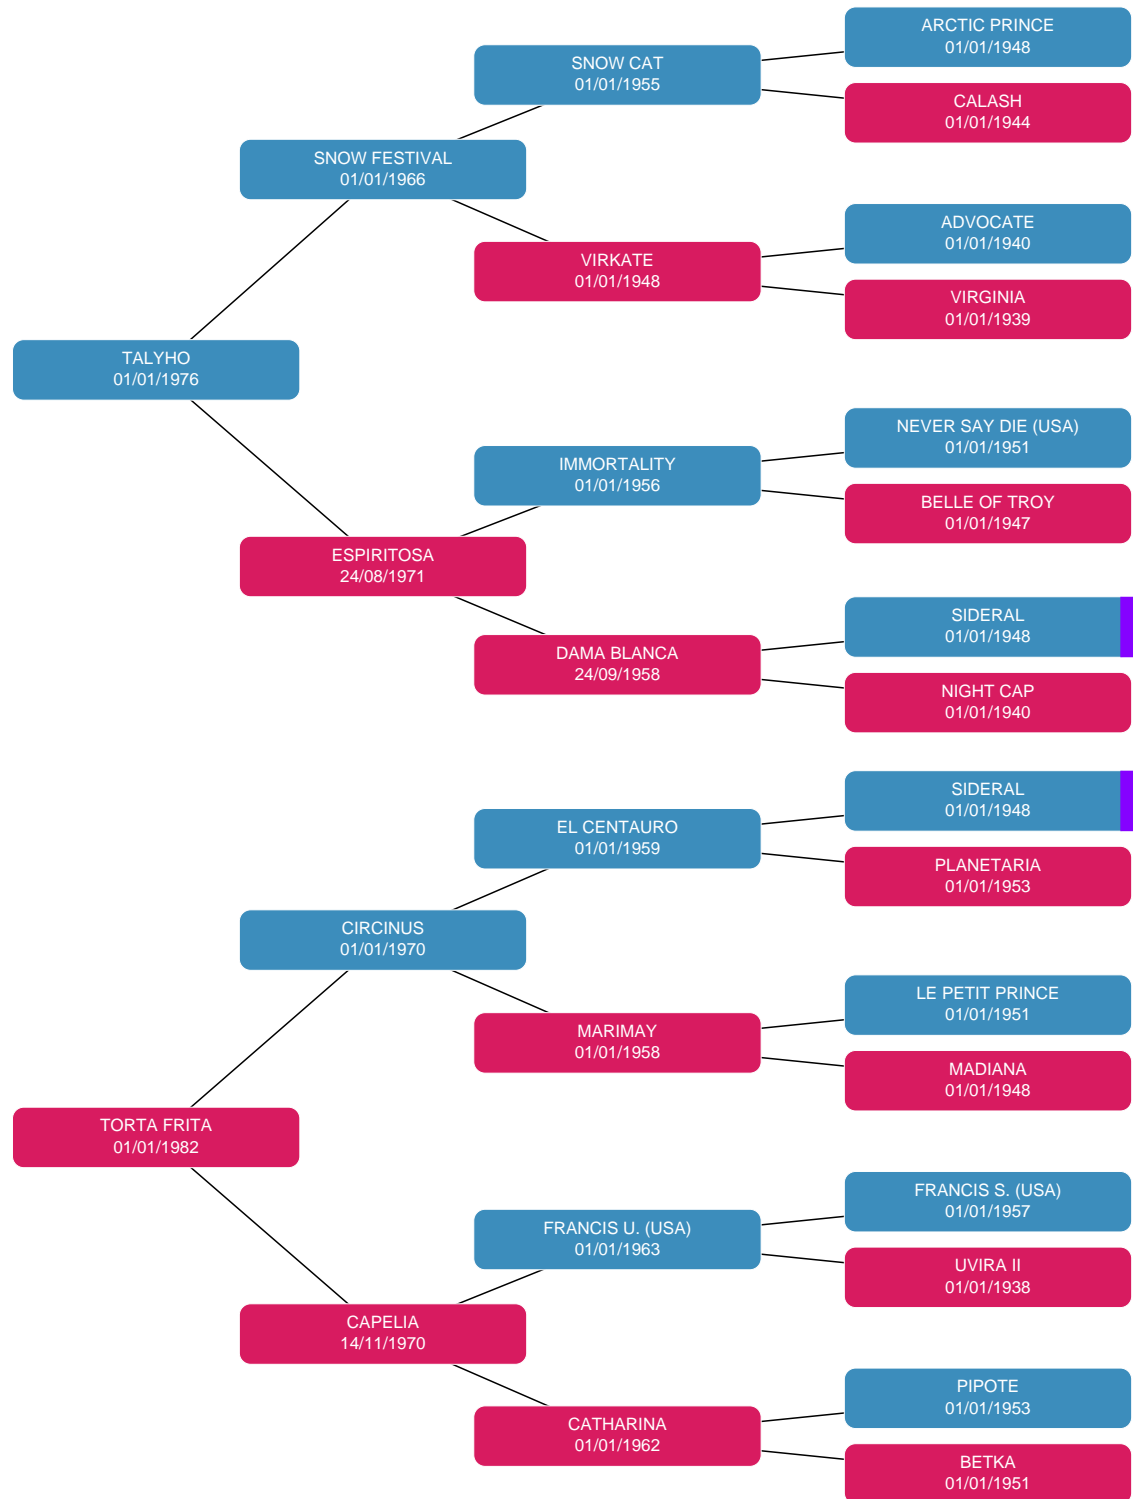 ARCTIC PRINCE
01/01/1948
SNOW CAT
01/01/1955
CALASH
01/01/1944
SNOW FESTIVAL
01/01/1966
ADVOCATE
01/01/1940
VIRKATE
01/01/1948
VIRGINIA
01/01/1939
TALYHO
01/01/1976
NEVER SAY DIE (USA)
01/01/1951
IMMORTALITY
01/01/1956
BELLE OF TROY
01/01/1947
ESPIRITOSA
24/08/1971
SIDERAL
01/01/1948
DAMA BLANCA
24/09/1958
NIGHT CAP
01/01/1940
SIDERAL
01/01/1948
EL CENTAURO
01/01/1959
PLANETARIA
01/01/1953
CIRCINUS
01/01/1970
LE PETIT PRINCE
01/01/1951
MARIMAY
01/01/1958
MADIANA
01/01/1948
TORTA FRITA
01/01/1982
FRANCIS S. (USA)
01/01/1957
FRANCIS U. (USA)
01/01/1963
UVIRA II
01/01/1938
CAPELIA
14/11/1970
PIPOTE
01/01/1953
CATHARINA
01/01/1962
BETKA
01/01/1951